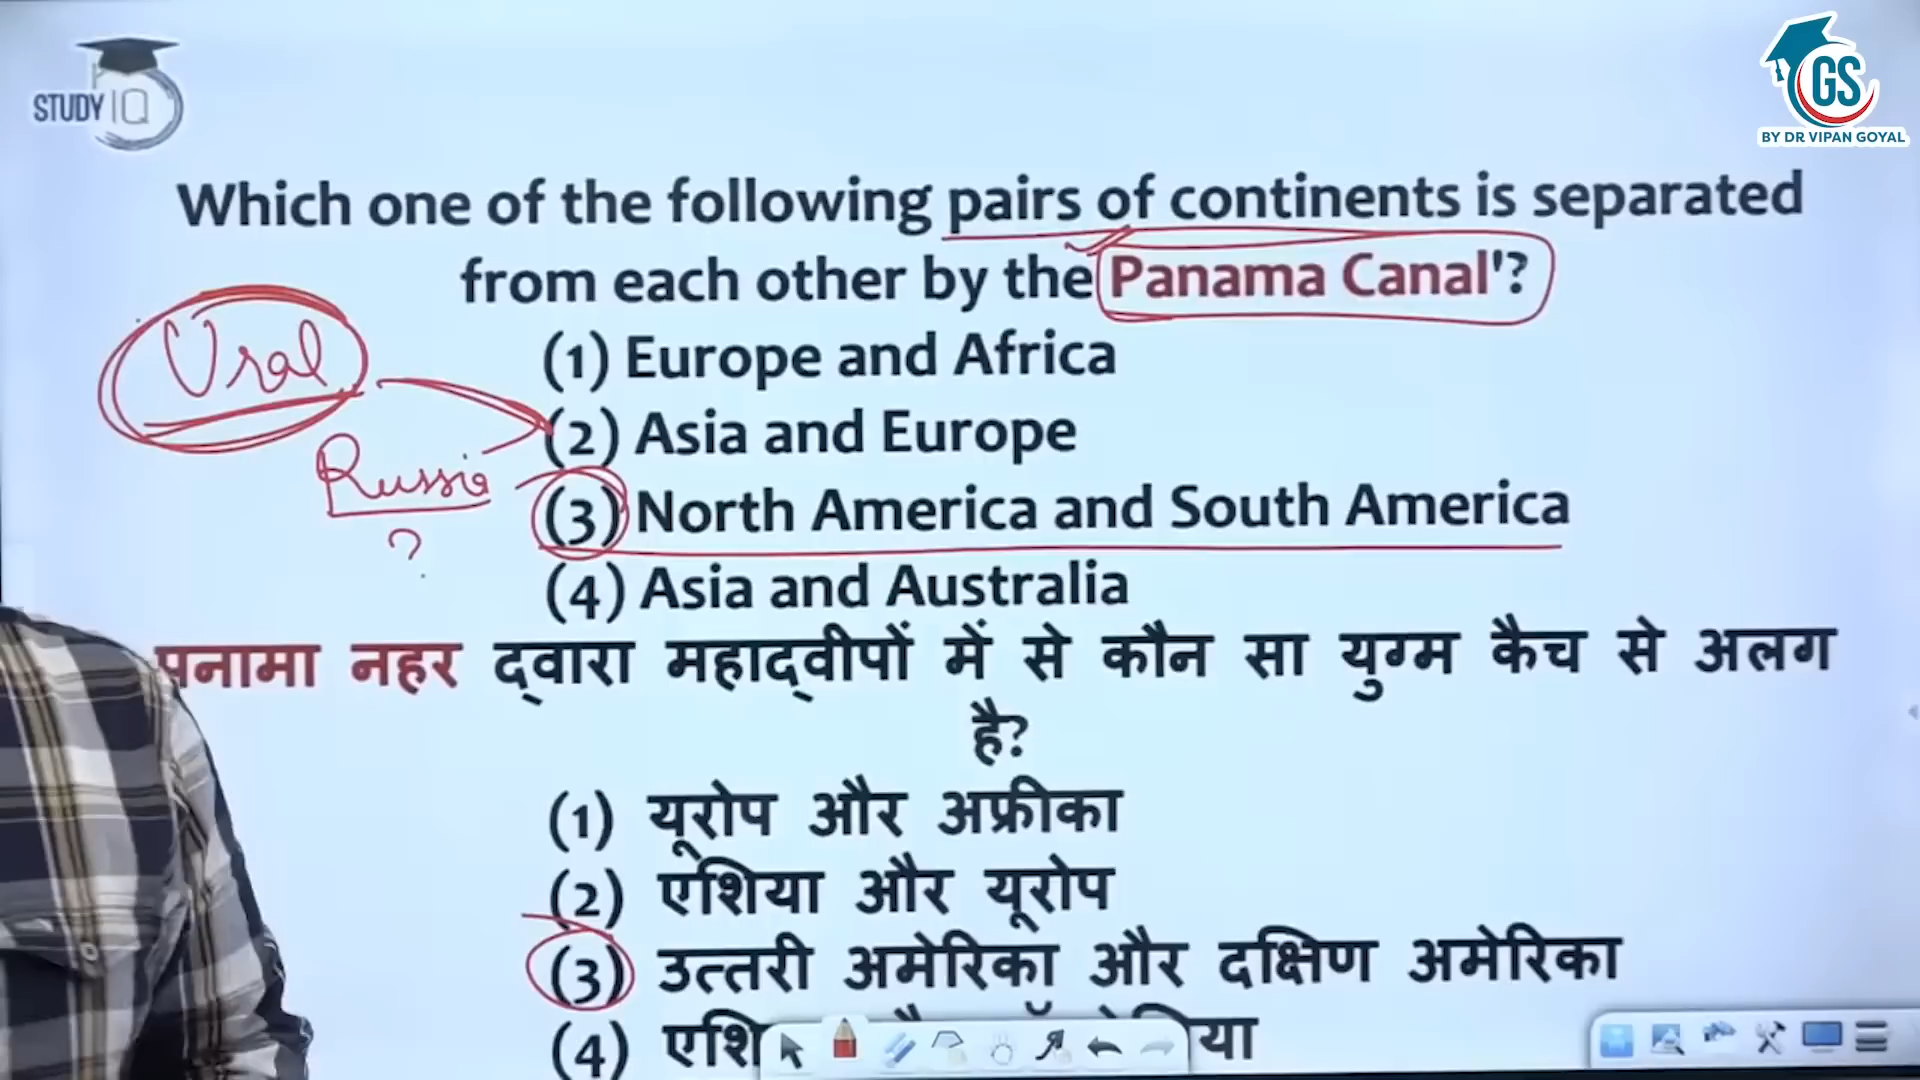 STUDY IQ
GS
BY DR VIPAN GOYAL
Which one of the following pairs of continents is separated
from each other by the Panama Canal'?
(1) Europe and Africa
Ural
(2) Asia and Europe
Russia
(3) North America and South America
?
(4) Asia and Australia
पनामा नहर द्वारा महाद्वीपों में से कौन सा युग्म कैच से अलग
है?
(1) यूरोप और अफ्रीका
(2) एशिया और यूरोप
(3) उत्तरी अमेरिका और दक्षिण अमेरिका
(4)